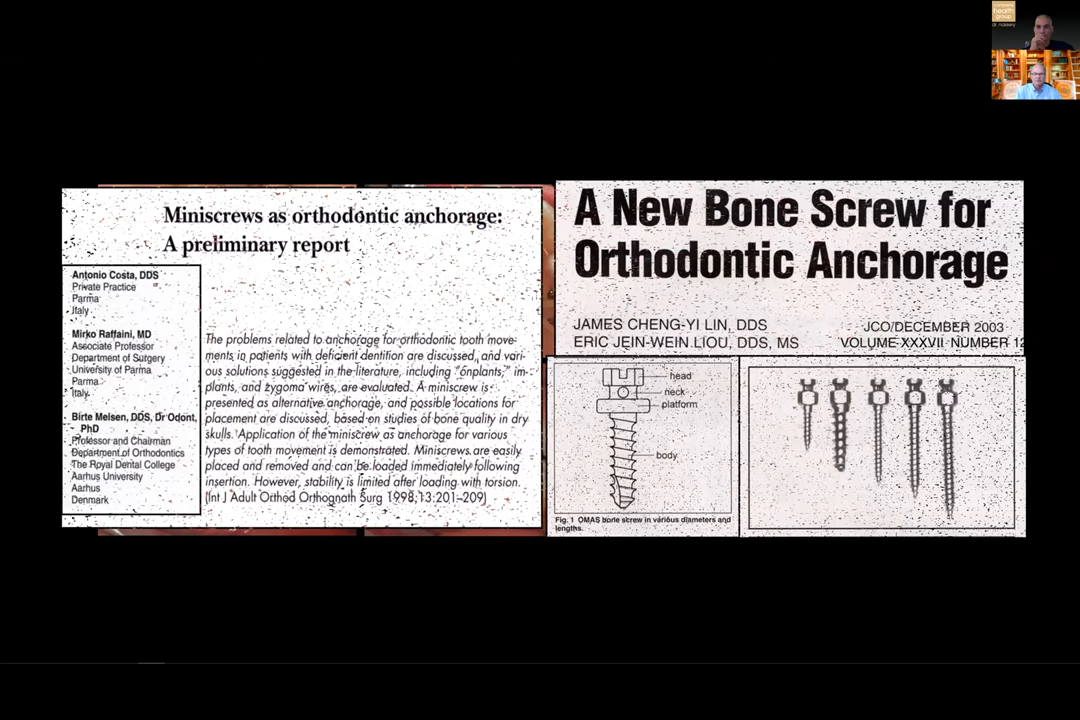 complete
health
group
Miniscrews as orthodontic anchorage:
A preliminary report
Antonio Costa, DDS
Private Practice
Parma
Italy
Mirko Raffaini, MD
Associate Professor
Department of Surgery
University of Parma
Parma
Italy
Birte Melsen, DDS, Dr Odont,
PhD
Professor and Chairman
Department of Orthodontics
The Royal Dental College
Aarhus University
Aarhus
Denmark
The problems related to anchorage for orthodontic tooth move-
ments in patients with deficient dentition are discussed, and vari-
ous solutions suggested in the literature, including "onplants," im-
plants, and zygoma wires, are evaluated. A miniscrew is
presented as alternative anchorage, and possible locations for
placement are discussed, based on studies of bone quality in dry
skulls. Application of the miniscrew as anchorage for various
types of tooth movement is demonstrated. Miniscrews are easily
placed and removed and can be loaded immediately following
insertion. However, stability is limited after loading with torsion.
(Int J Adult Orthod Orthognath Surg 1998;13:201–209)
A New Bone Screw for
Orthodontic Anchorage
JAMES CHENG-YI LIN, DDS
ERIC JEIN-WEIN LIOU, DDS, MS
JCO/DECEMBER 2003
VOLUME XXXVII NUMBER 12
head
neck
platform
body
Fig. 1 OMAS bone screw in various diameters and
lengths.